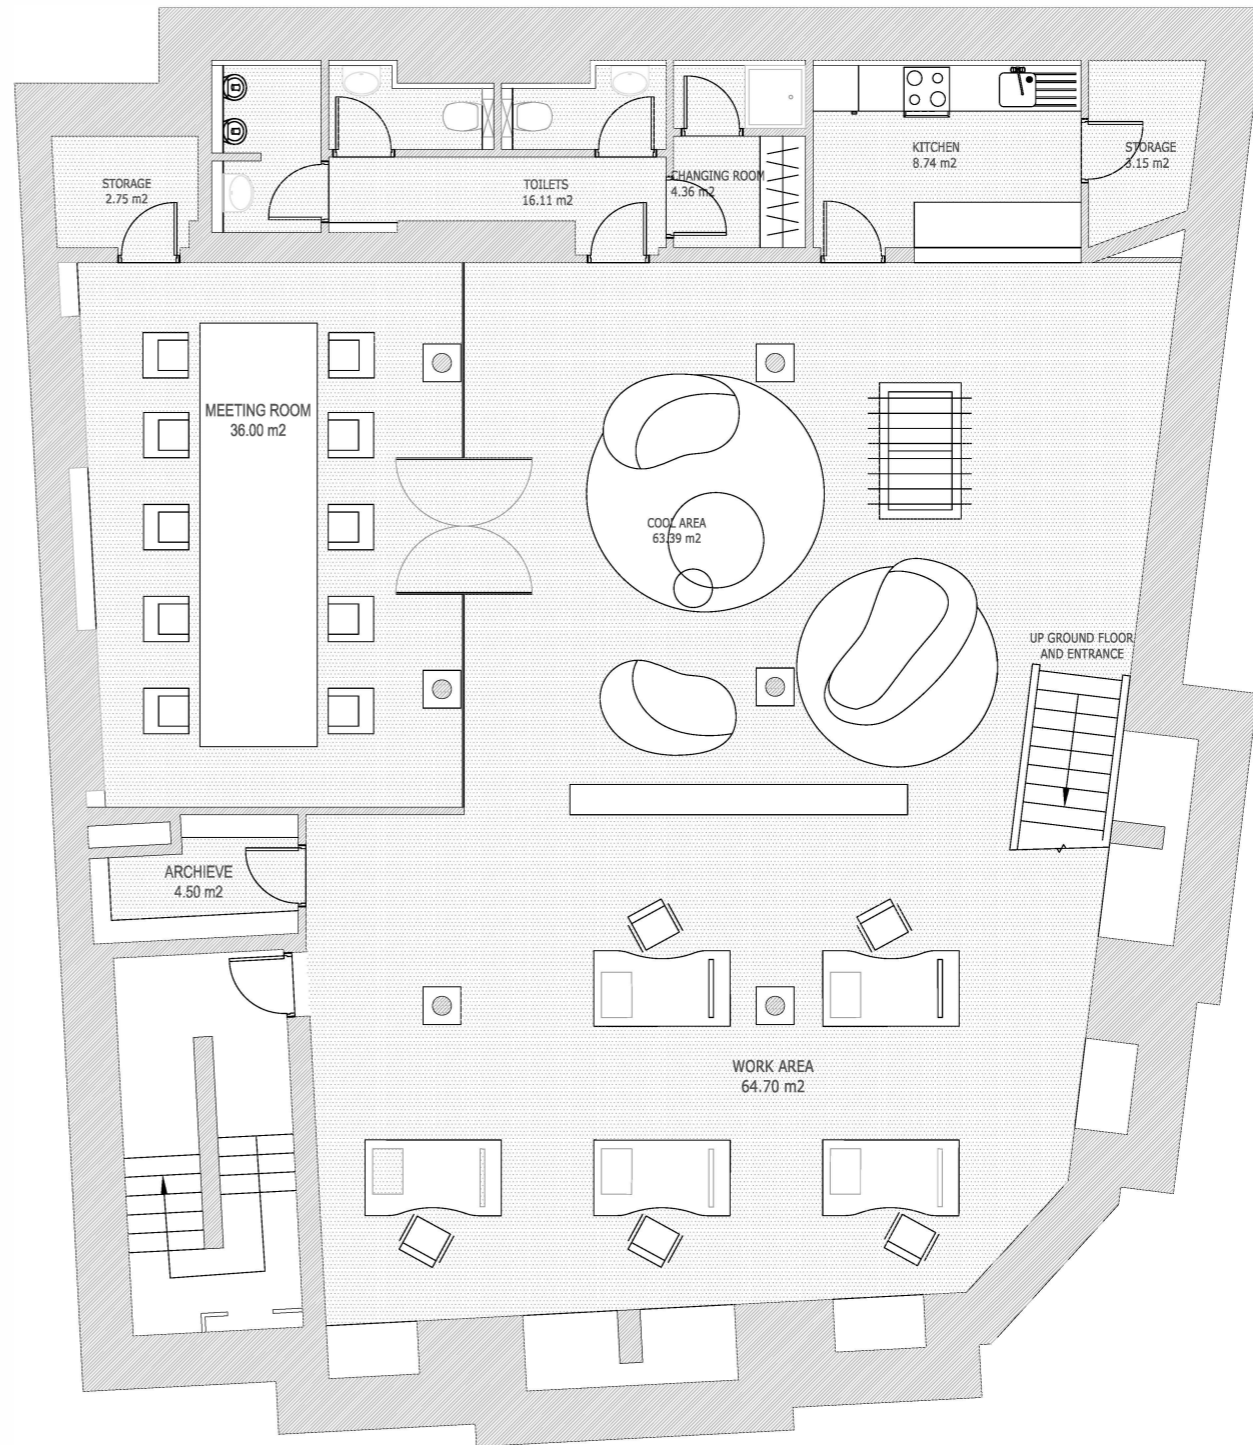 STORAGE
2.75 m2
TOILETS
16.11 m2
CHANGING ROOM
4.36 m2
KITCHEN
8.74 m2
STORAGE
3.15 m2
MEETING ROOM
36.00 m2
COOL AREA
63.39 m2
UP GROUND FLOOR
AND ENTRANCE
ARCHIEVE
4.50 m2
WORK AREA
64.70 m2